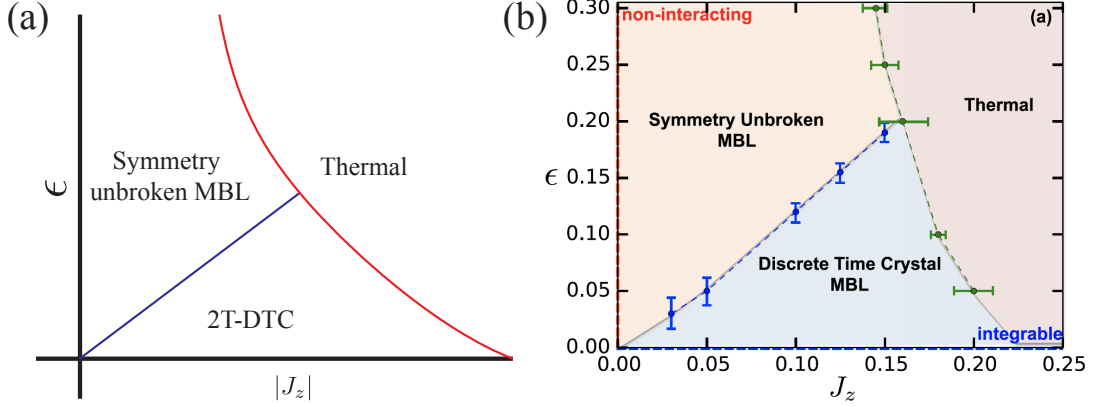 (a)
ϵ
Symmetry
unbroken MBL
Thermal
2T-DTC
|J_z|
(b)
0.30
0.25
0.20
0.15
0.10
0.05
0.00
ϵ
non-interacting
(a)
Symmetry Unbroken
MBL
Thermal
Discrete Time Crystal
MBL
integrable
0.00 0.05 0.10 0.15 0.20 0.25
J_z